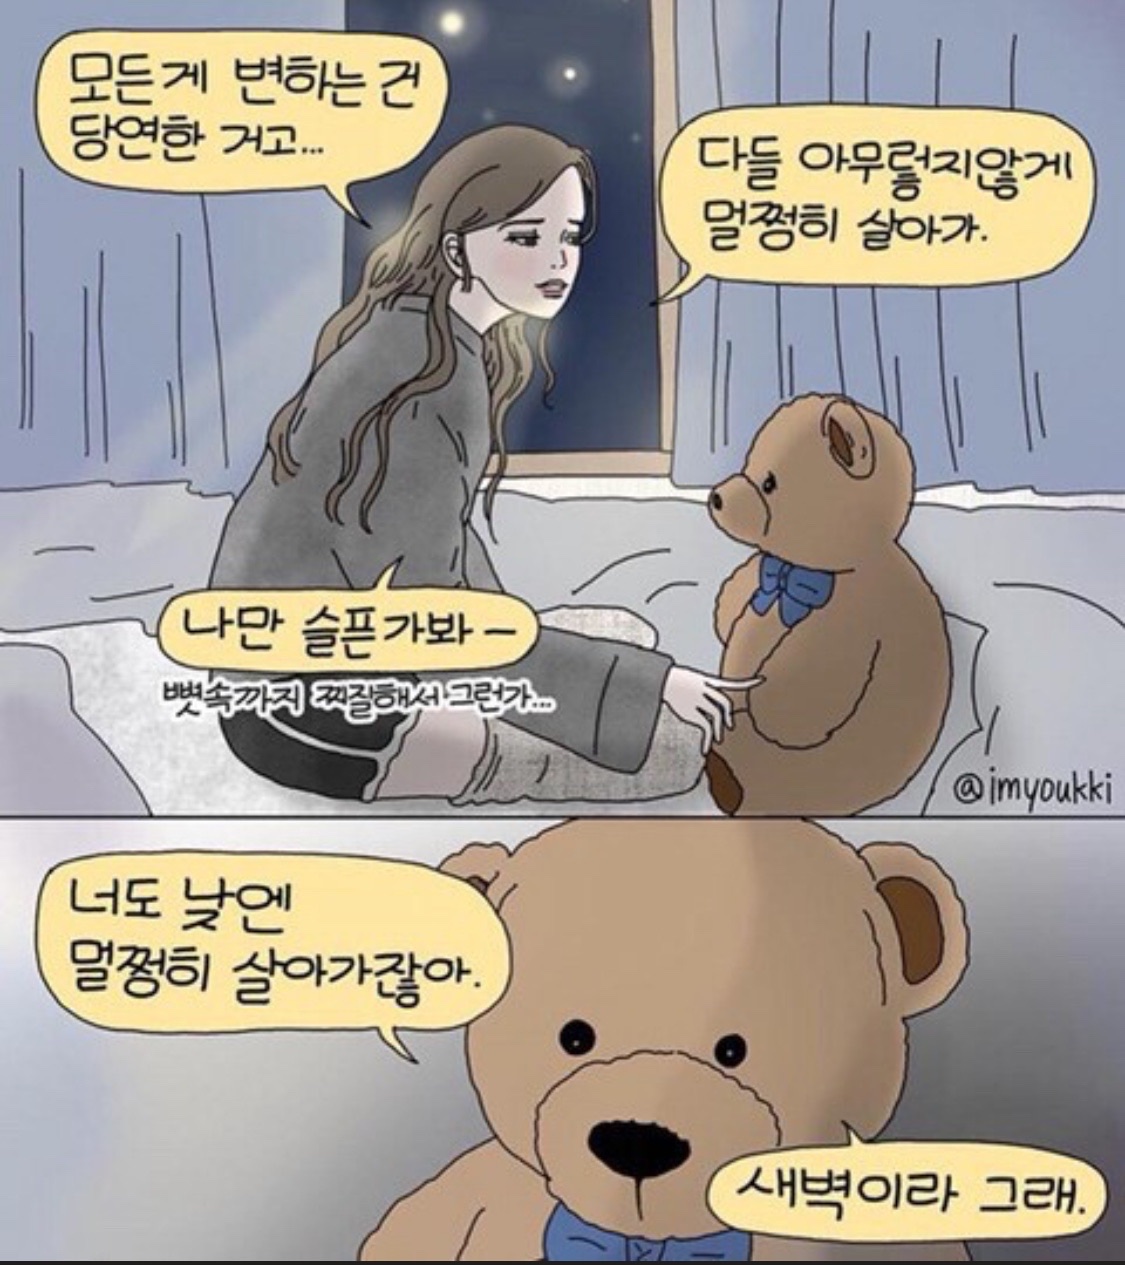 모든게 변하는 건
당연한 거고...
다들 아무렇지않게
멀쩡히 살아가.
나만 슬픈가봐 —
뼛속까지 찌질해서 그런가...
@imyoukki
너도 낮엔
멀쩡히 살아가잖아.
새벽이라 그래.